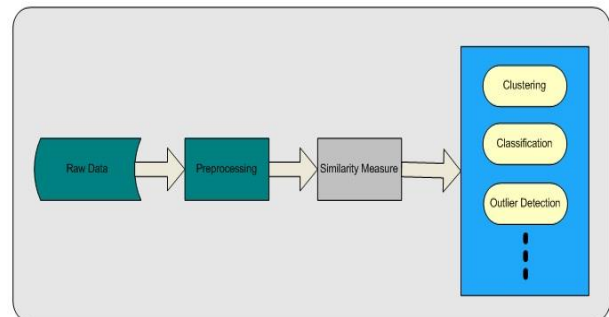 Raw Data
Preprocessing
Similarity Measure
Clustering
Classification
Outlier Detection